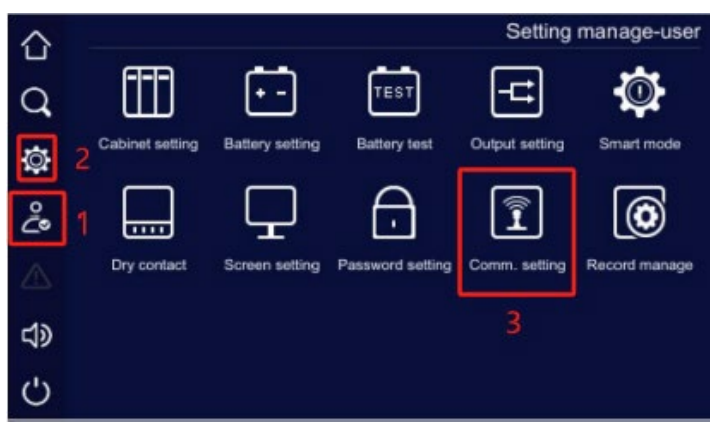 Setting manage-user
TEST
Cabinet setting Battery setting Battery test Output setting Smart mode
2
1
Dry contact Screen setting Password setting Comm. setting Record manage
3